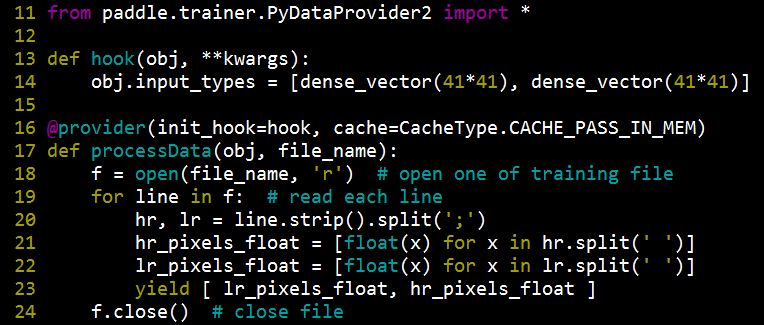 11 from paddle.trainer.PyDataProvider2 import *
12
13 def hook(obj, **kwargs):
14     obj.input_types = [dense_vector(41*41), dense_vector(41*41)]
15
16 @provider(init_hook=hook, cache=CacheType.CACHE_PASS_IN_MEM)
17 def processData(obj, file_name):
18     f = open(file_name, 'r')  # open one of training file
19     for line in f:  # read each line
20         hr, lr = line.strip().split(';')
21         hr_pixels_float = [float(x) for x in hr.split(' ')]
22         lr_pixels_float = [float(x) for x in lr.split(' ')]
23         yield [ lr_pixels_float, hr_pixels_float ]
24     f.close()  # close file